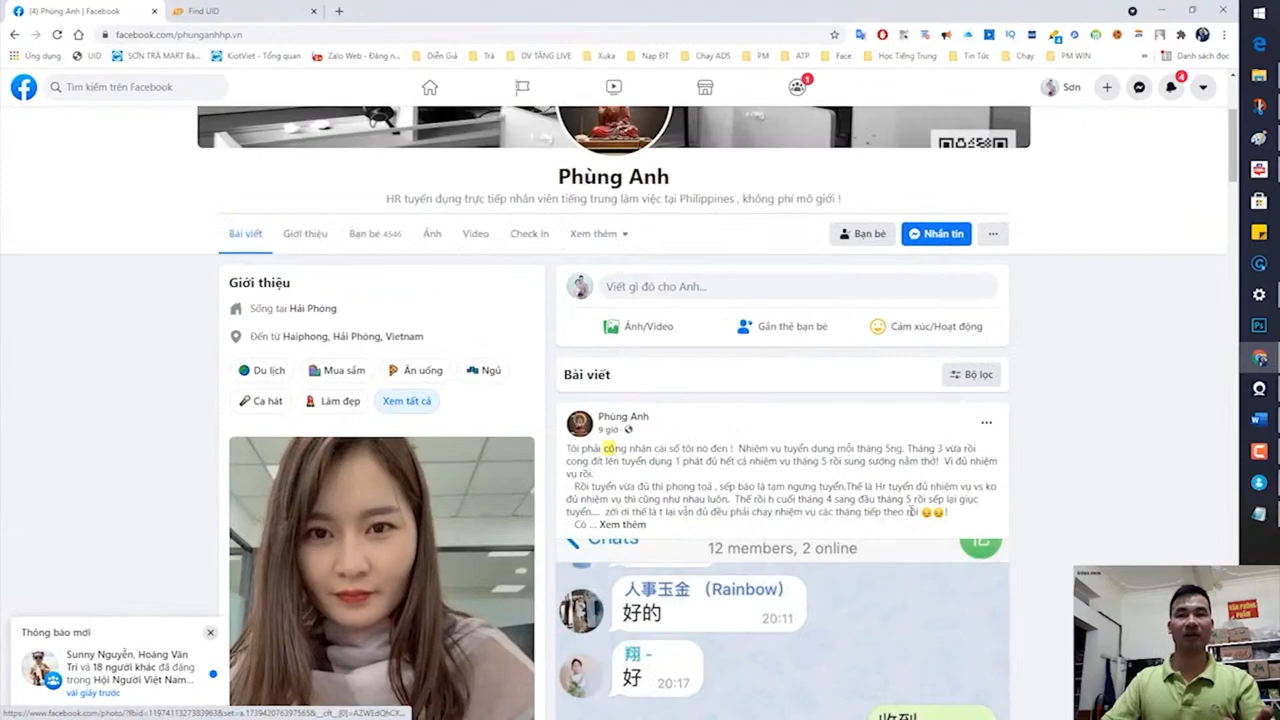 (4) Phùng Anh | Facebook
Find UID
facebook.com/phunganhhp.vn
Ứng dụng
UID
SƠN TRÀ MART Bá...
KiotViet - Tổng quan
Zalo Web - Đăng n...
Diễn Giả
Trà
DV TĂNG LIVE
Xuka
Nạp ĐT
Chạy ADS
PM
ATP
Face
Học Tiếng Trung
Tin Tức
Chạy
PM WIN
Danh sách đọc
Tìm kiếm trên Facebook
1
Sơn
4
Phùng Anh
HR tuyển dụng trực tiếp nhân viên tiếng trung làm việc tại Philippines , không phí mô giới !
Bài viết
Giới thiệu
Bạn bè 4546
Ảnh
Video
Check in
Xem thêm
Bạn bè
Nhắn tin
Giới thiệu
Sống tại Hải Phòng
Đến từ Haiphong, Hải Phòng, Vietnam
Du lịch
Mua sắm
Ăn uống
Ngủ
Ca hát
Làm đẹp
Xem tất cả
Viết gì đó cho Anh...
Ảnh/Video
Gắn thẻ bạn bè
Cảm xúc/Hoạt động
Bài viết
Bộ lọc
Phùng Anh
9 giờ
Tôi phải công nhận cái số tôi nó đen ! Nhiệm vụ tuyển dụng mỗi tháng 5ng. Tháng 3 vừa rồi
cong đít lên tuyển dụng 1 phát đủ hết cả nhiệm vụ tháng 5 rồi sung sướng nằm thở! Vì đủ nhiệm
vụ rồi.
Rồi tuyển vừa đủ thì phong toả , sếp bảo là tạm ngưng tuyển.Thế là Hr tuyển đủ nhiệm vụ vs ko
đủ nhiệm vụ thì cũng như nhau luôn. Thế rồi h cuối tháng 4 sang đầu tháng 5 rồi sếp lại giục
tuyển.... zời ơi thế là t lại vẫn đủ đều phải chạy nhiệm vụ các tháng tiếp theo rồi 😔😔!
Có ... Xem thêm
Chats
12 members, 2 online
人事玉金 （Rainbow）
好的
20:11
翔 -
好
20:17
收到
Thông báo mới
Sunny Nguyễn, Hoàng Văn
Trí và 18 người khác đã đăng
trong Hội Người Việt Nam...
vài giây trước
VĂN PHÒNG
PHẨM